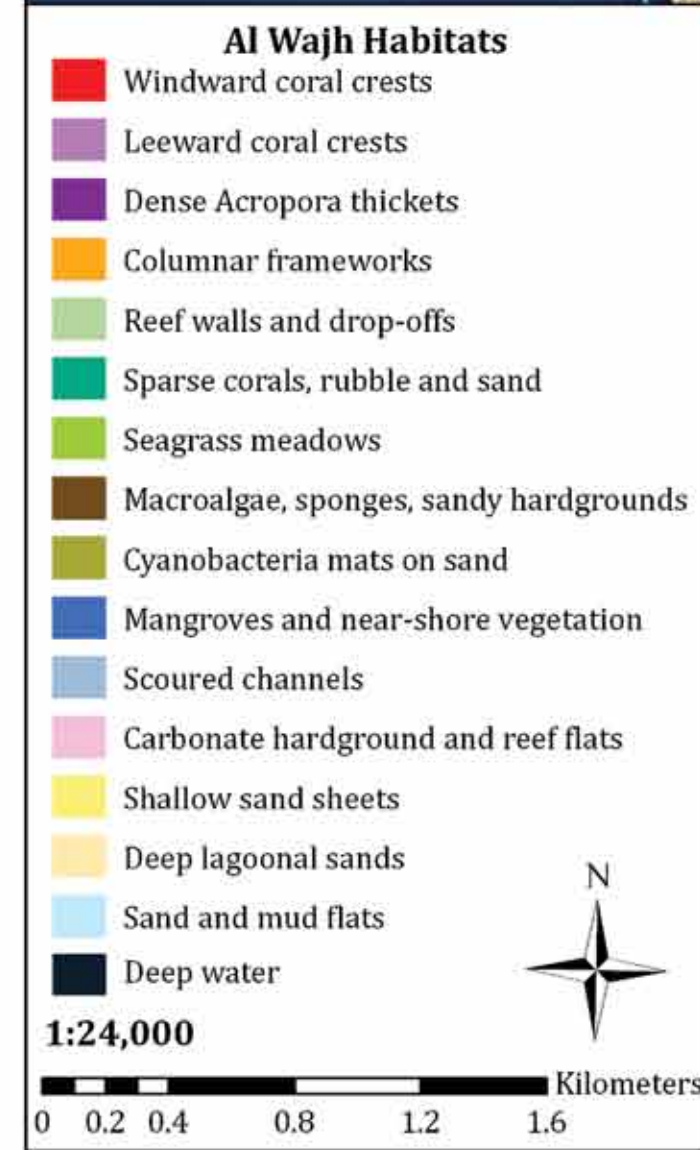 Al Wajh Habitats
Windward coral crests
Leeward coral crests
Dense Acropora thickets
Columnar frameworks
Reef walls and drop-offs
Sparse corals, rubble and sand
Seagrass meadows
Macroalgae, sponges, sandy hardgrounds
Cyanobacteria mats on sand
Mangroves and near-shore vegetation
Scoured channels
Carbonate hardground and reef flats
Shallow sand sheets
Deep lagoonal sands
N
Sand and mud flats
Deep water
1:24,000
Kilometers
0 0.2 0.4 0.8 1.2 1.6